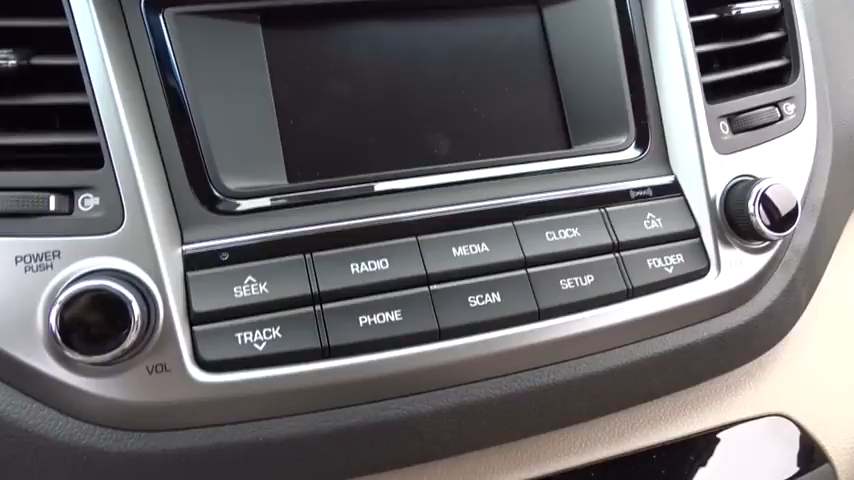 POWER
PUSH
VOL
SEEK
RADIO
MEDIA
CLOCK
CAT
TRACK
PHONE
SCAN
SETUP
FOLDER